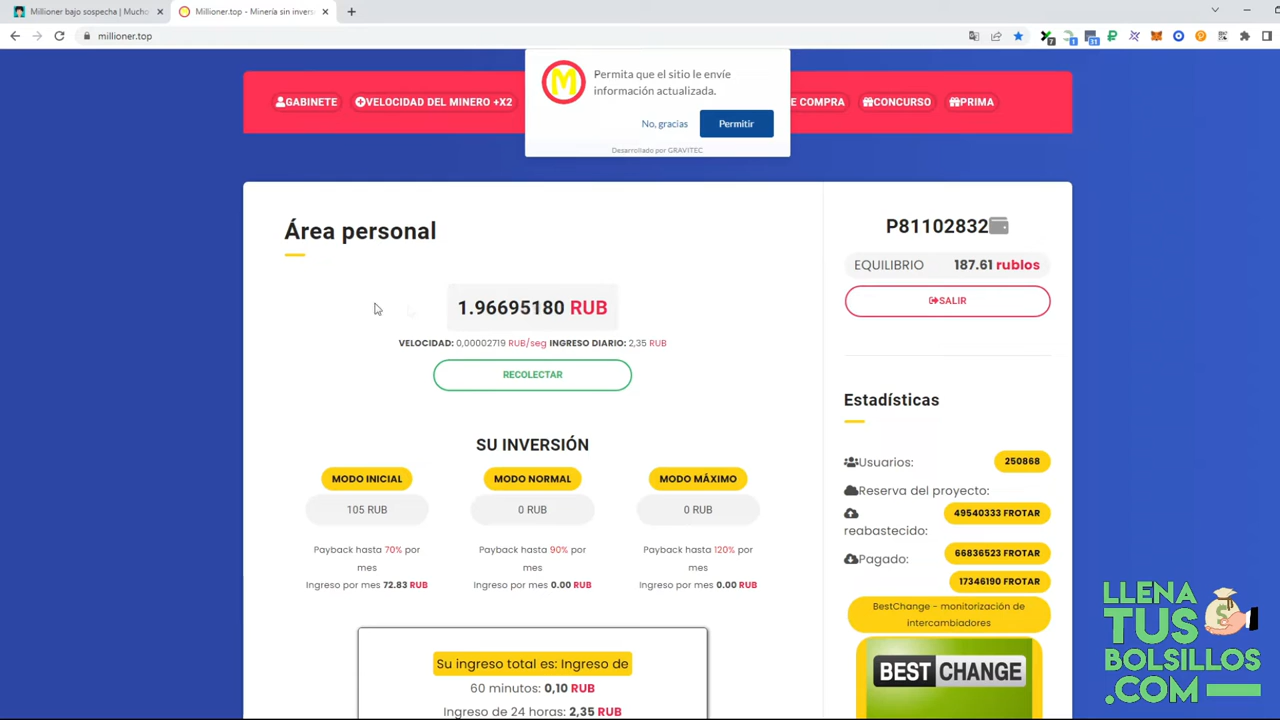 Millioner bajo sospecha | Mucho
Millioner.top - Minería sin invers
millioner.top
7
1
11
Permita que el sitio le envíe
información actualizada.
No, gracias
Permitir
Desarrollado por GRAVITEC
GABINETE
VELOCIDAD DEL MINERO +X2
E COMPRA
CONCURSO
PRIMA
Área personal
1.96695180 RUB
VELOCIDAD: 0,00002719 RUB/seg INGRESO DIARIO: 2,35 RUB
RECOLECTAR
SU INVERSIÓN
MODO INICIAL
105 RUB
Payback hasta 70% por
mes
Ingreso por mes 72.83 RUB
MODO NORMAL
0 RUB
Payback hasta 90% por
mes
Ingreso por mes 0.00 RUB
MODO MÁXIMO
0 RUB
Payback hasta 120% por
mes
Ingreso por mes 0.00 RUB
Su ingreso total es: Ingreso de
60 minutos: 0,10 RUB
Ingreso de 24 horas: 2,35 RUB
P81102832
EQUILIBRIO 187.61 rublos
SALIR
Estadísticas
Usuarios: 250868
Reserva del proyecto:
49540333 FROTAR
reabastecido:
Pagado: 66836523 FROTAR
17346190 FROTAR
BestChange - monitorización de
intercambiadores
BESTCHANGE
LLENA
TUS
BOLSILLOS
.COM